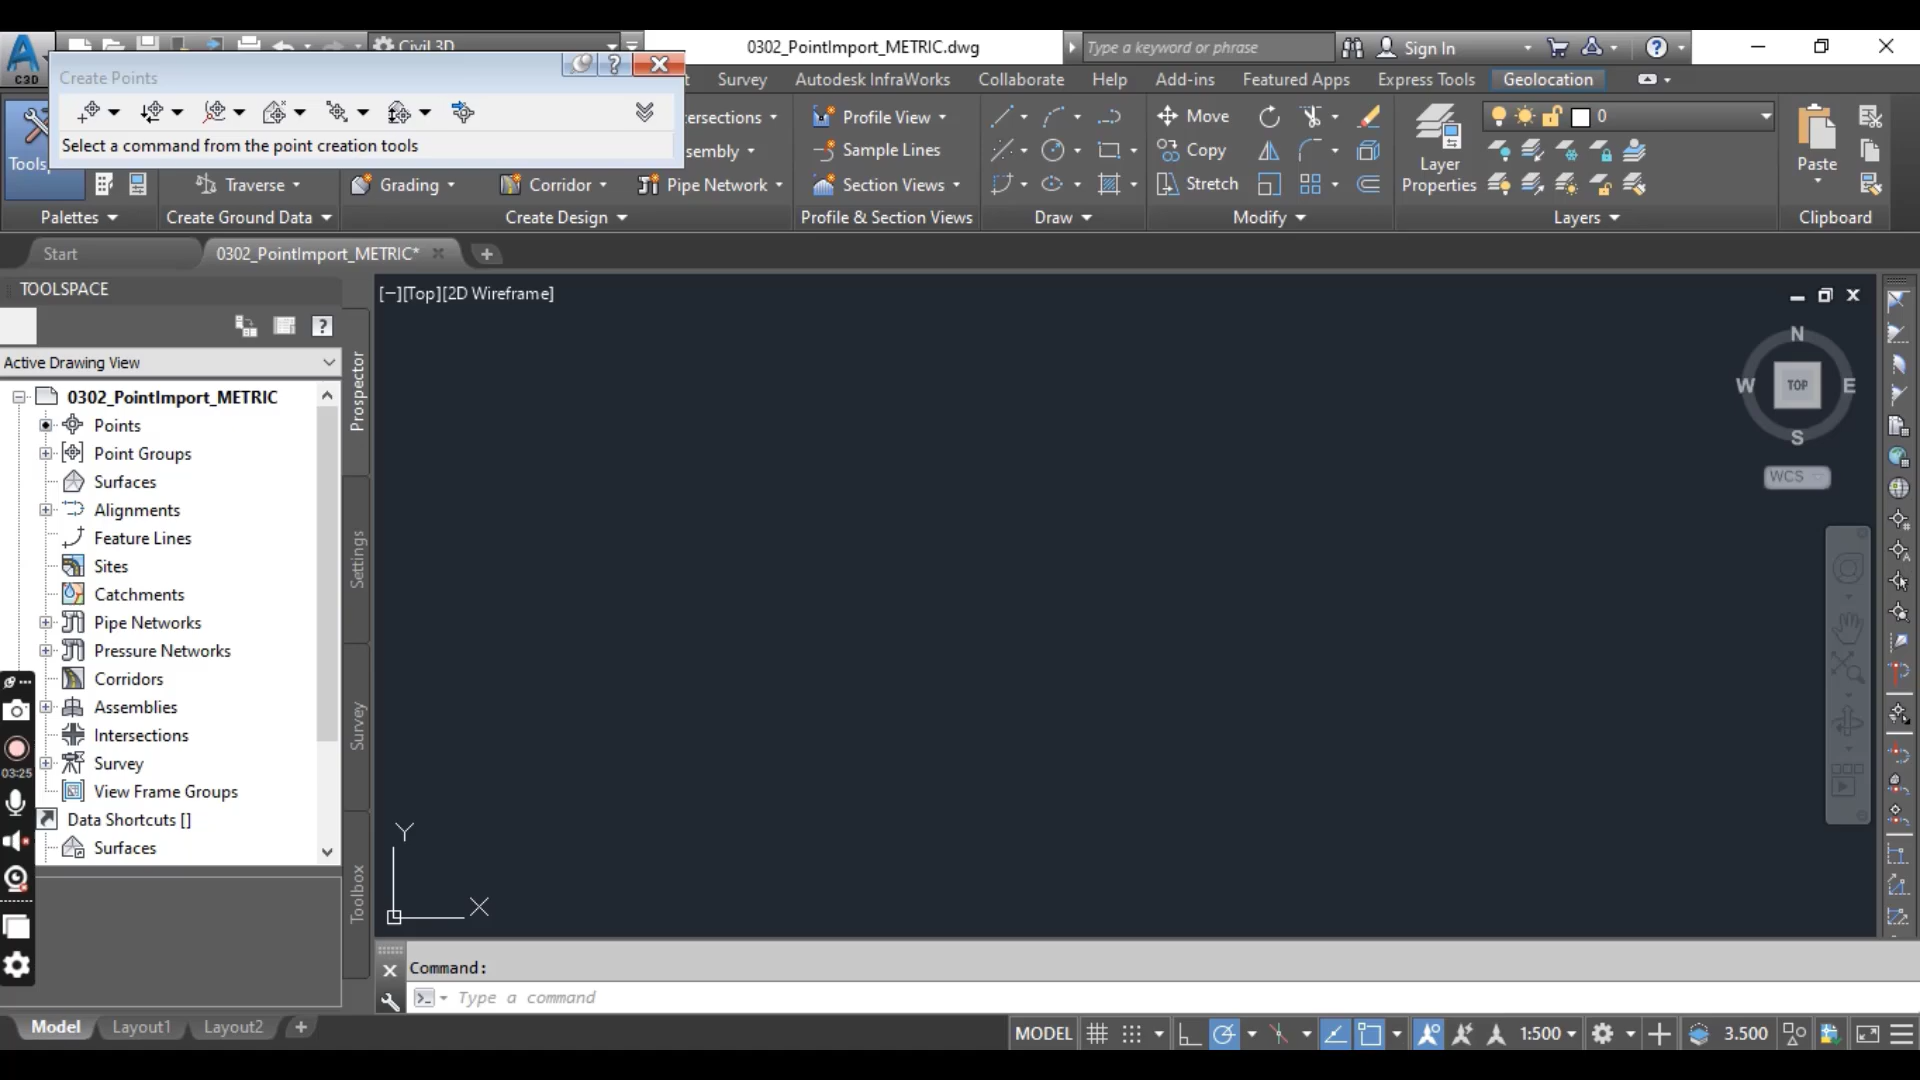 Civil 3D
0302_PointImport_METRIC.dwg
Type a keyword or phrase
Sign In
C3D
Create Points
Survey
Autodesk InfraWorks
Collaborate
Help
Add-ins
Featured Apps
Express Tools
Geolocation
Select a command from the point creation tools
Profile View
Move
0
Sample Lines
Copy
Layer
Properties
Paste
Traverse
Grading
Corridor
Pipe Network
Section Views
Stretch
Palettes
Create Ground Data
Create Design
Profile & Section Views
Draw
Modify
Layers
Clipboard
Start
0302_PointImport_METRIC*
TOOLSPACE
[−][Top][2D Wireframe]
Active Drawing View
0302_PointImport_METRIC
Points
Point Groups
Surfaces
Alignments
Feature Lines
Sites
Catchments
Pipe Networks
Pressure Networks
Corridors
Assemblies
Intersections
Survey
View Frame Groups
Data Shortcuts []
Surfaces
Prospector
Settings
Survey
Toolbox
03:25
N
W
TOP
E
S
WCS
Y
X
Command:
Type a command
Model
Layout1
Layout2
MODEL
1:500
3.500